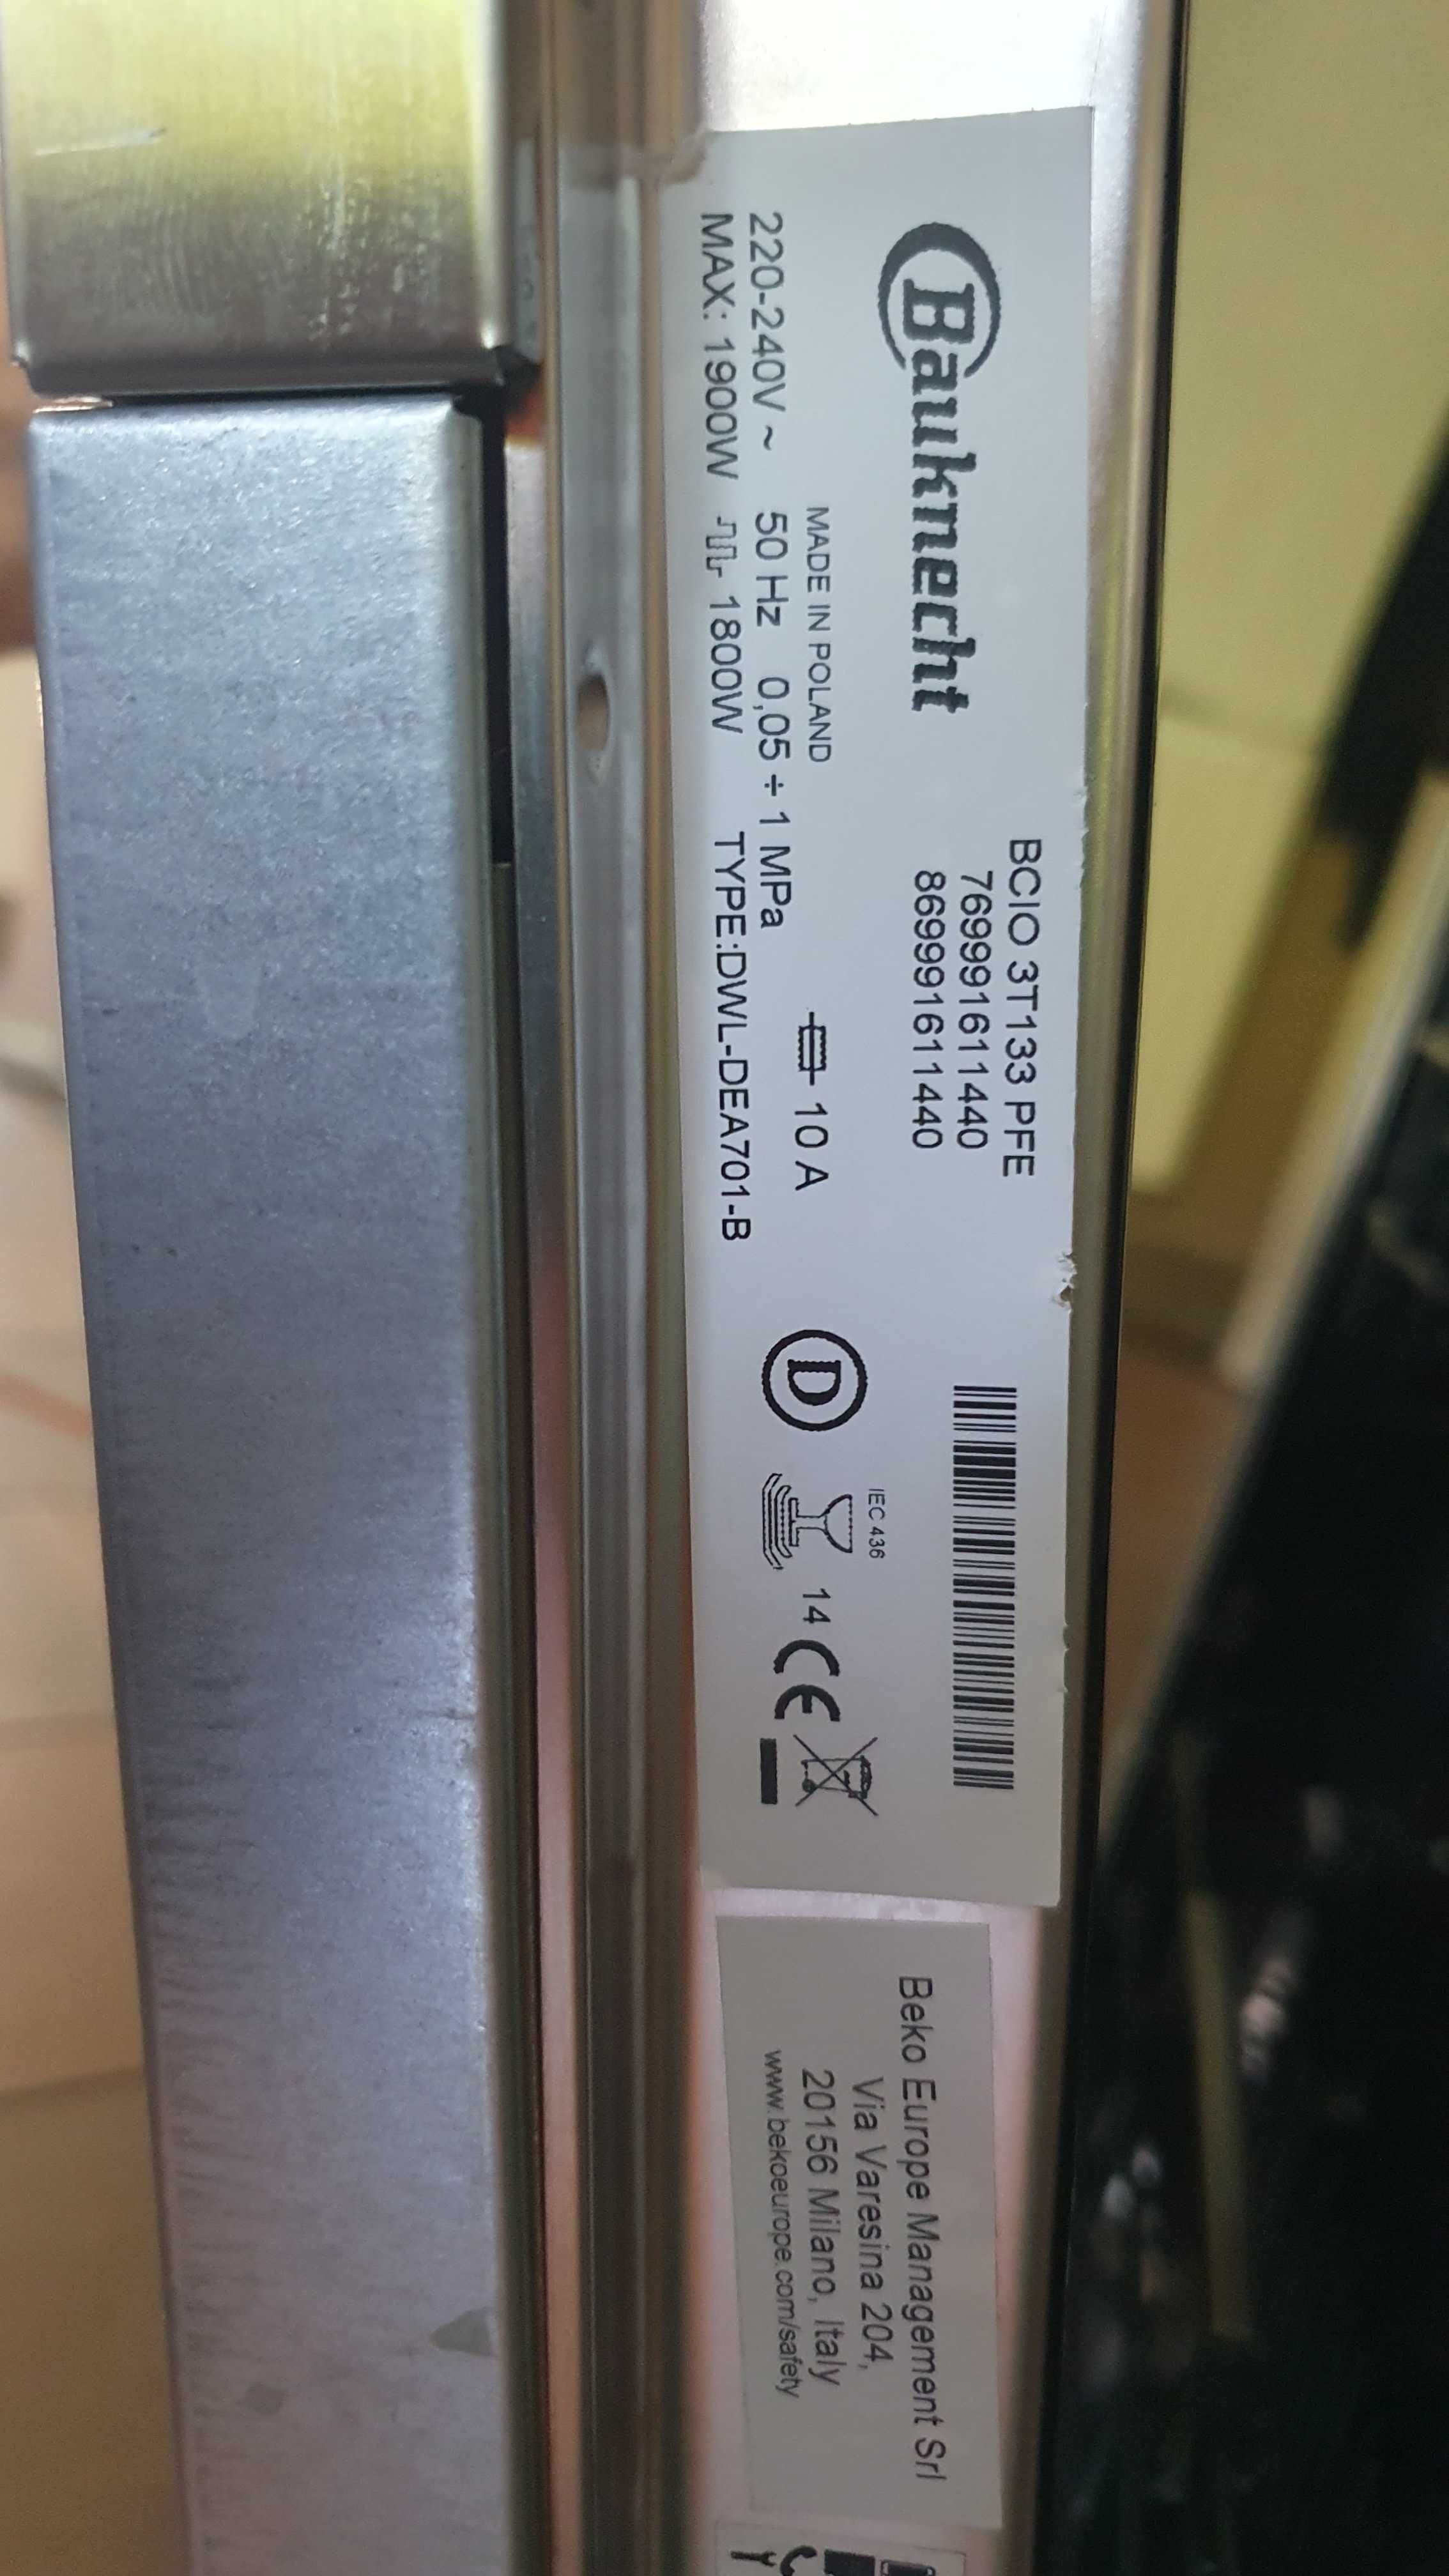 Bauknecht
BCIO 3T133 PFE
769991611440
869991611440
MADE IN POLAND
220-240V ~ 50 Hz 0,05 ÷ 1 MPa
10 A
MAX: 1900W 1800W TYPE:DWL-DEA701-B
D
IEC 436
14 CE
Beko Europe Management Srl
Via Varesina 204,
20156 Milano, Italy
www.bekoeurope.com/safety